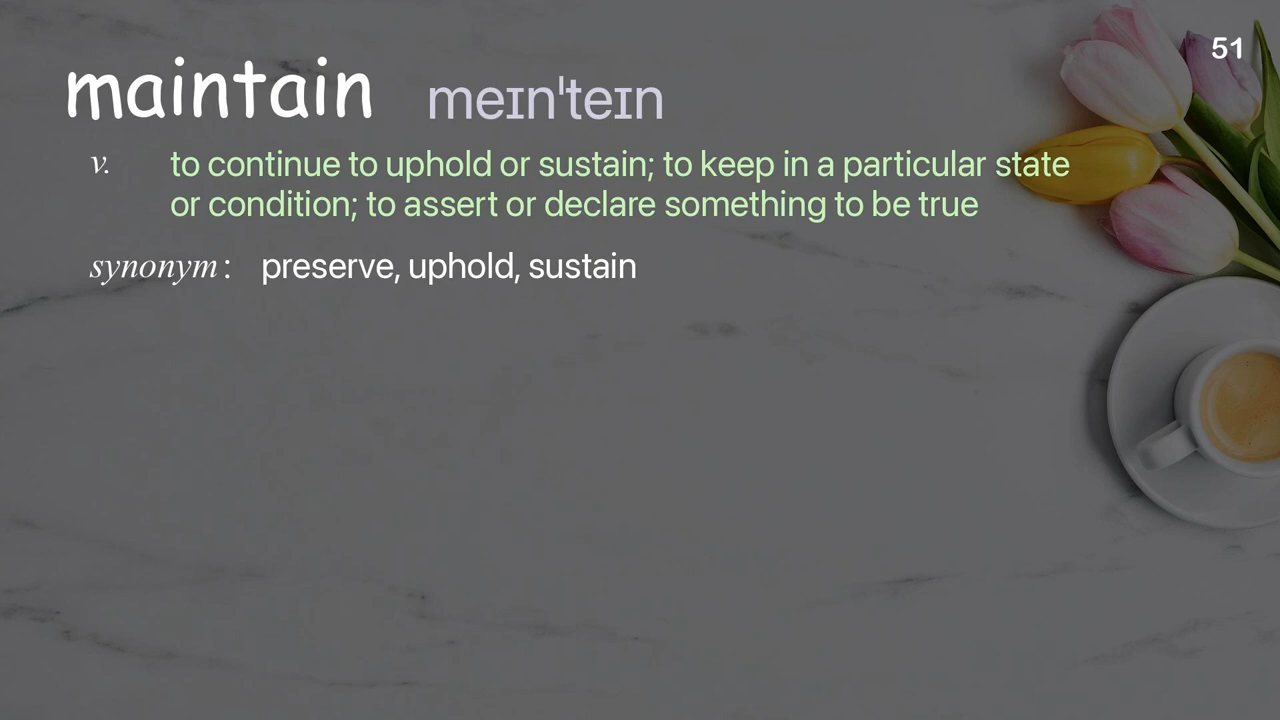 51
maintain meɪnˈteɪn
v. to continue to uphold or sustain; to keep in a particular state
or condition; to assert or declare something to be true
synonym: preserve, uphold, sustain